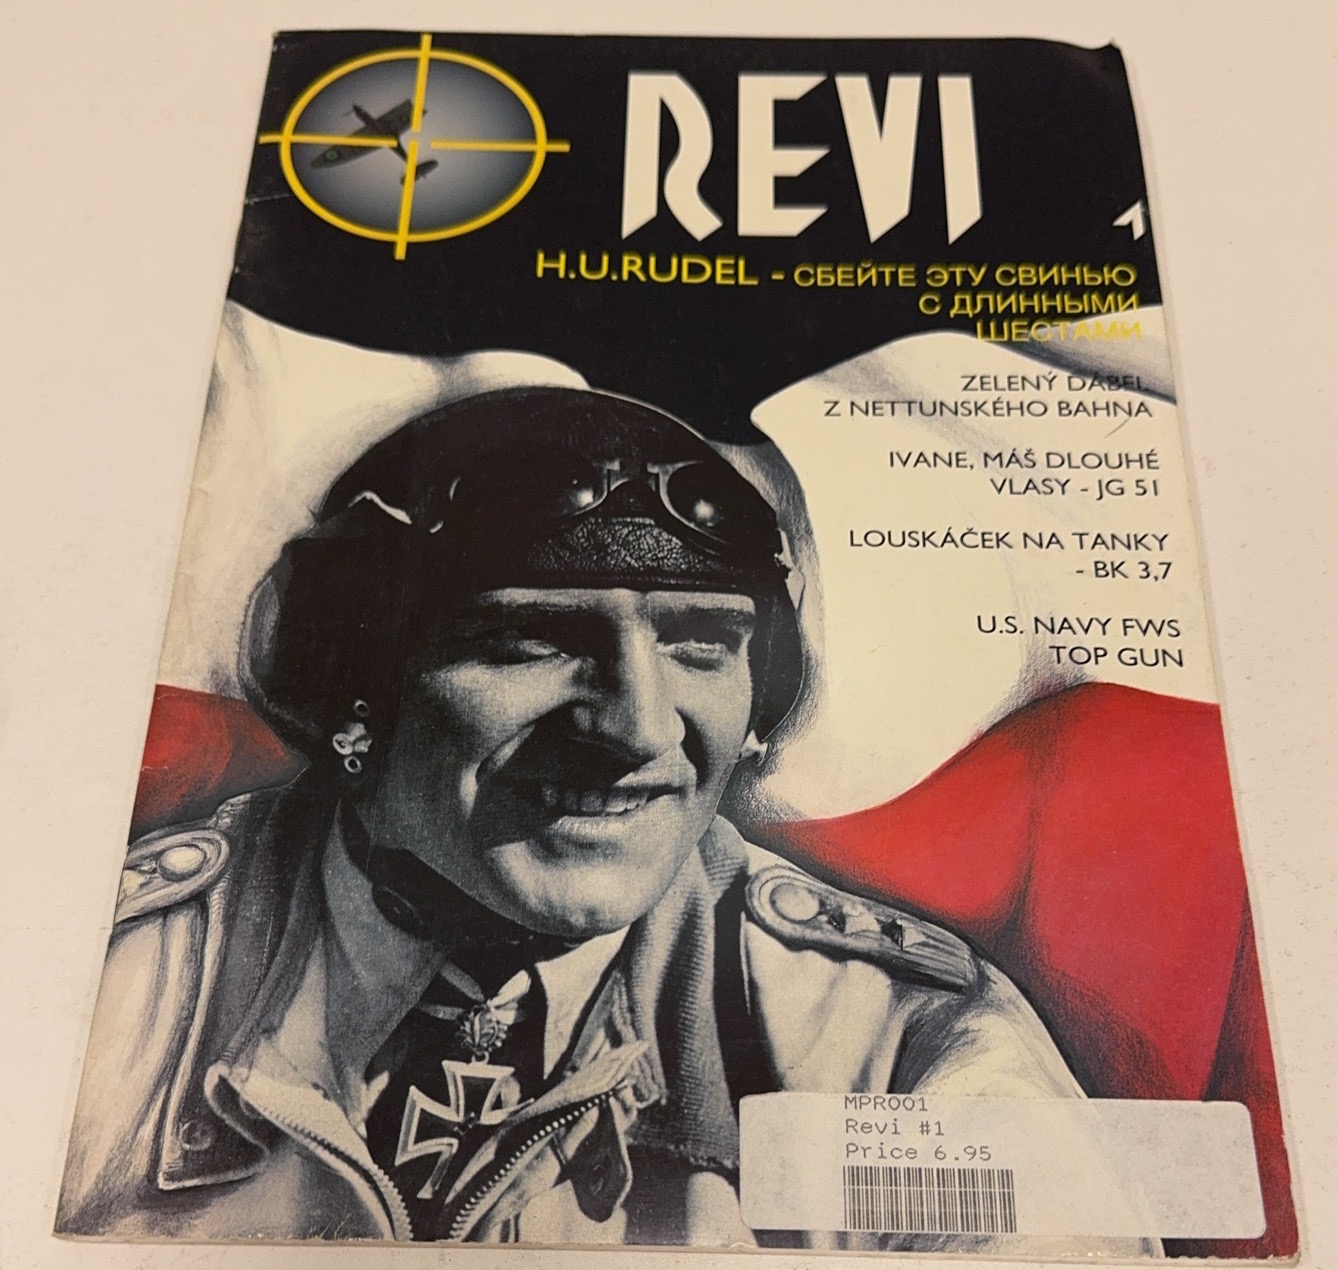 REVI
1
H.U.RUDEL - СБЕЙТЕ ЭТУ СВИНЬЮ
С ДЛИННЫМИ
ШЕСТАМИ
ZELENÝ ĎÁBEL
Z NETTUNSKÉHO BAHNA
IVANE, MÁŠ DLOUHÉ
VLASY - JG 51
LOUSKÁČEK NA TANKY
- BK 3,7
U.S. NAVY FWS
TOP GUN
MPR001
Revi #1
Price 6.95